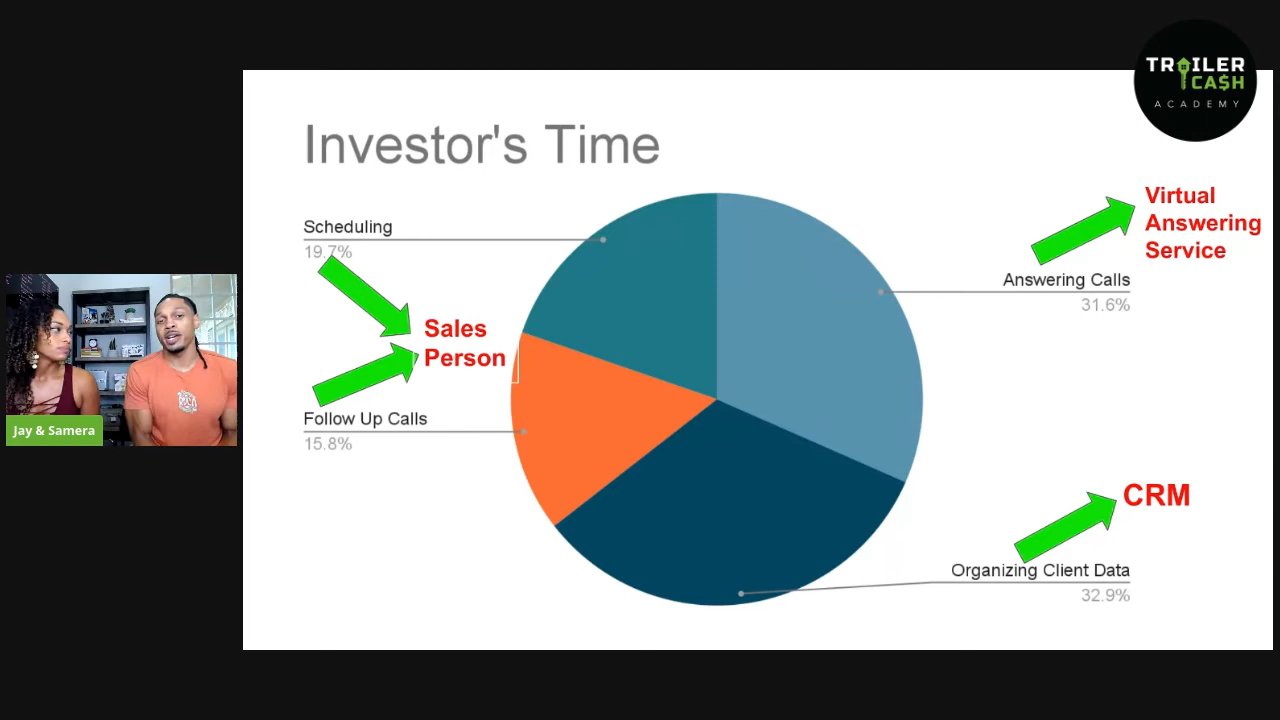 TRAILER
CA$H
ACADEMY
Investor's Time
Scheduling
19.7%
Sales
Person
Follow Up Calls
15.8%
Virtual
Answering
Service
Answering Calls
31.6%
CRM
Organizing Client Data
32.9%
Jay & Samera